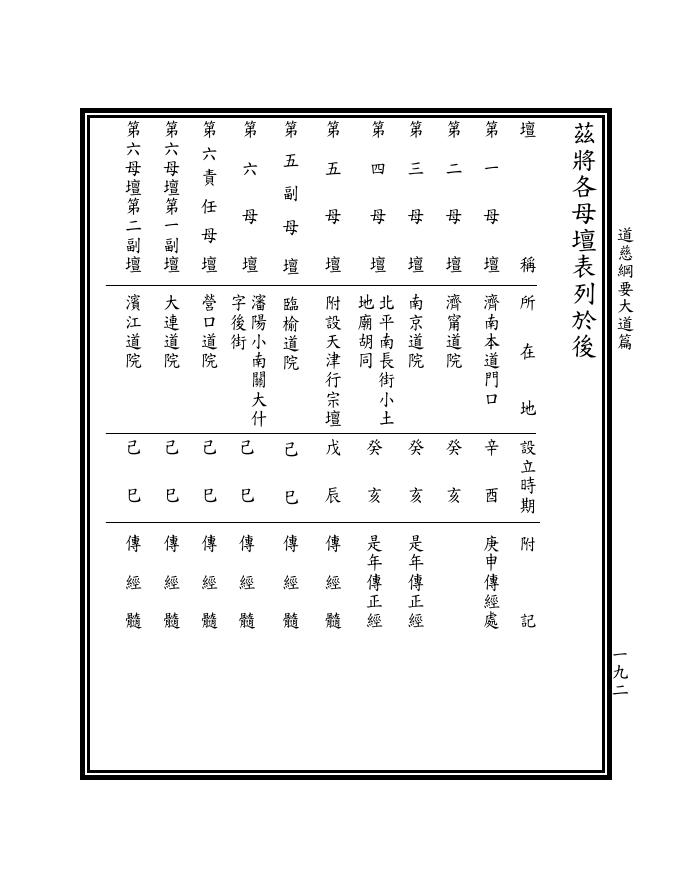 道慈綱要大道篇
一九二
茲將各母壇表列於後
壇稱 所在地 設立時期 附記
第一母壇 濟南本道門口 辛酉 庚申傳經處
第二母壇 濟甯道院 癸亥
第三母壇 南京道院 癸亥 是年傳正經
第四母壇 北平南長街小土地廟胡同 癸亥 是年傳正經
第五母壇 附設天津行宗壇 戊辰 傳經髓
第五副母壇 臨榆道院 己巳 傳經髓
第六母壇 瀋陽小南關大什字後街 己巳 傳經髓
第六責任母壇 營口道院 己巳 傳經髓
第六母壇第一副壇 大連道院 己巳 傳經髓
第六母壇第二副壇 濱江道院 己巳 傳經髓